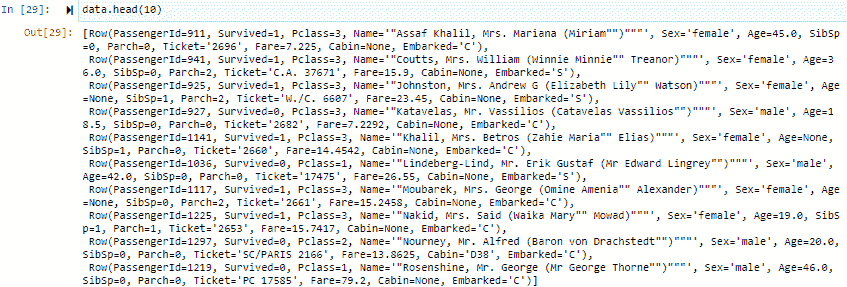 In [29]: data.head(10)
Out[29]: [Row(PassengerId=911, Survived=1, Pclass=3, Name='"Assaf Khalil, Mrs. Mariana (Miriam"")"""', Sex='female', Age=45.0, SibSp
=0, Parch=0, Ticket='2696', Fare=7.225, Cabin=None, Embarked='C'),
Row(PassengerId=941, Survived=1, Pclass=3, Name='"Coutts, Mrs. William (Winnie Minnie"" Treanor)"""', Sex='female', Age=3
6.0, SibSp=0, Parch=2, Ticket='C.A. 37671', Fare=15.9, Cabin=None, Embarked='S'),
Row(PassengerId=925, Survived=1, Pclass=3, Name='"Johnston, Mrs. Andrew G (Elizabeth Lily"" Watson)"""', Sex='female', Age
=None, SibSp=1, Parch=2, Ticket='W./C. 6607', Fare=23.45, Cabin=None, Embarked='S'),
Row(PassengerId=927, Survived=0, Pclass=3, Name='"Katavelas, Mr. Vassilios (Catavelas Vassilios"")"""', Sex='male', Age=1
8.5, SibSp=0, Parch=0, Ticket='2682', Fare=7.2292, Cabin=None, Embarked='C'),
Row(PassengerId=1141, Survived=1, Pclass=3, Name='"Khalil, Mrs. Betros (Zahie Maria"" Elias)"""', Sex='female', Age=None,
SibSp=1, Parch=0, Ticket='2660', Fare=14.4542, Cabin=None, Embarked='C'),
Row(PassengerId=1036, Survived=0, Pclass=1, Name='"Lindeberg-Lind, Mr. Erik Gustaf (Mr Edward Lingrey"")"""', Sex='male',
Age=42.0, SibSp=0, Parch=0, Ticket='17475', Fare=26.55, Cabin=None, Embarked='S'),
Row(PassengerId=1117, Survived=1, Pclass=3, Name='"Moubarek, Mrs. George (Omine Amenia"" Alexander)"""', Sex='female', Age
=None, SibSp=0, Parch=2, Ticket='2661', Fare=15.2458, Cabin=None, Embarked='C'),
Row(PassengerId=1225, Survived=1, Pclass=3, Name='"Nakid, Mrs. Said (Waika Mary"" Mowad)"""', Sex='female', Age=19.0, SibS
p=1, Parch=1, Ticket='2653', Fare=15.7417, Cabin=None, Embarked='C'),
Row(PassengerId=1297, Survived=0, Pclass=2, Name='"Nourney, Mr. Alfred (Baron von Drachstedt"")"""', Sex='male', Age=20.0,
SibSp=0, Parch=0, Ticket='SC/PARIS 2166', Fare=13.8625, Cabin='D38', Embarked='C'),
Row(PassengerId=1219, Survived=0, Pclass=1, Name='"Rosenshine, Mr. George (Mr George Thorne"")"""', Sex='male', Age=46.0,
SibSp=0, Parch=0, Ticket='PC 17585', Fare=79.2, Cabin=None, Embarked='C')]